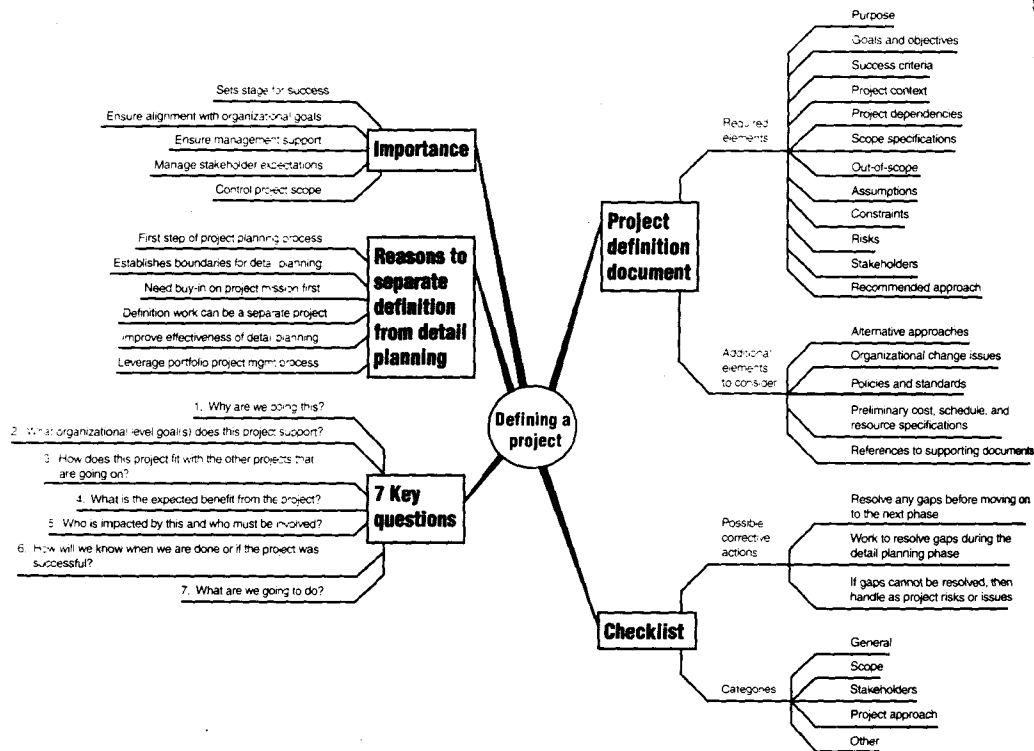 Sets stage for success
Ensure alignment with organizational goals
Ensure management support
Manage stakeholder expectations
Control project scope
Importance
First step of project planning process
Establishes boundaries for detail planning
Need buy-in on project mission first
Definition work can be a separate project
Improve effectiveness of detail planning
Leverage portfolio project mgmt process
Reasons to
separate
definition
from detail
planning
1. Why are we doing this?
2. What organizational level goal(s) does this project support?
3. How does this project fit with the other projects that
are going on?
4. What is the expected benefit from the project?
5. Who is impacted by this and who must be involved?
6. How will we know when we are done or if the project was
successful?
7. What are we going to do?
7 Key
questions
Defining a
project
Project
definition
document
Required
elements
Purpose
Goals and objectives
Success criteria
Project context
Project dependencies
Scope specifications
Out-of-scope
Assumptions
Constraints
Risks
Stakeholders
Recommended approach
Additional
elements
to consider
Alternative approaches
Organizational change issues
Policies and standards
Preliminary cost, schedule, and
resource specifications
References to supporting documents
Checklist
Possible
corrective
actions
Resolve any gaps before moving on
to the next phase
Work to resolve gaps during the
detail planning phase
If gaps cannot be resolved, then
handle as project risks or issues
Categories
General
Scope
Stakeholders
Project approach
Other